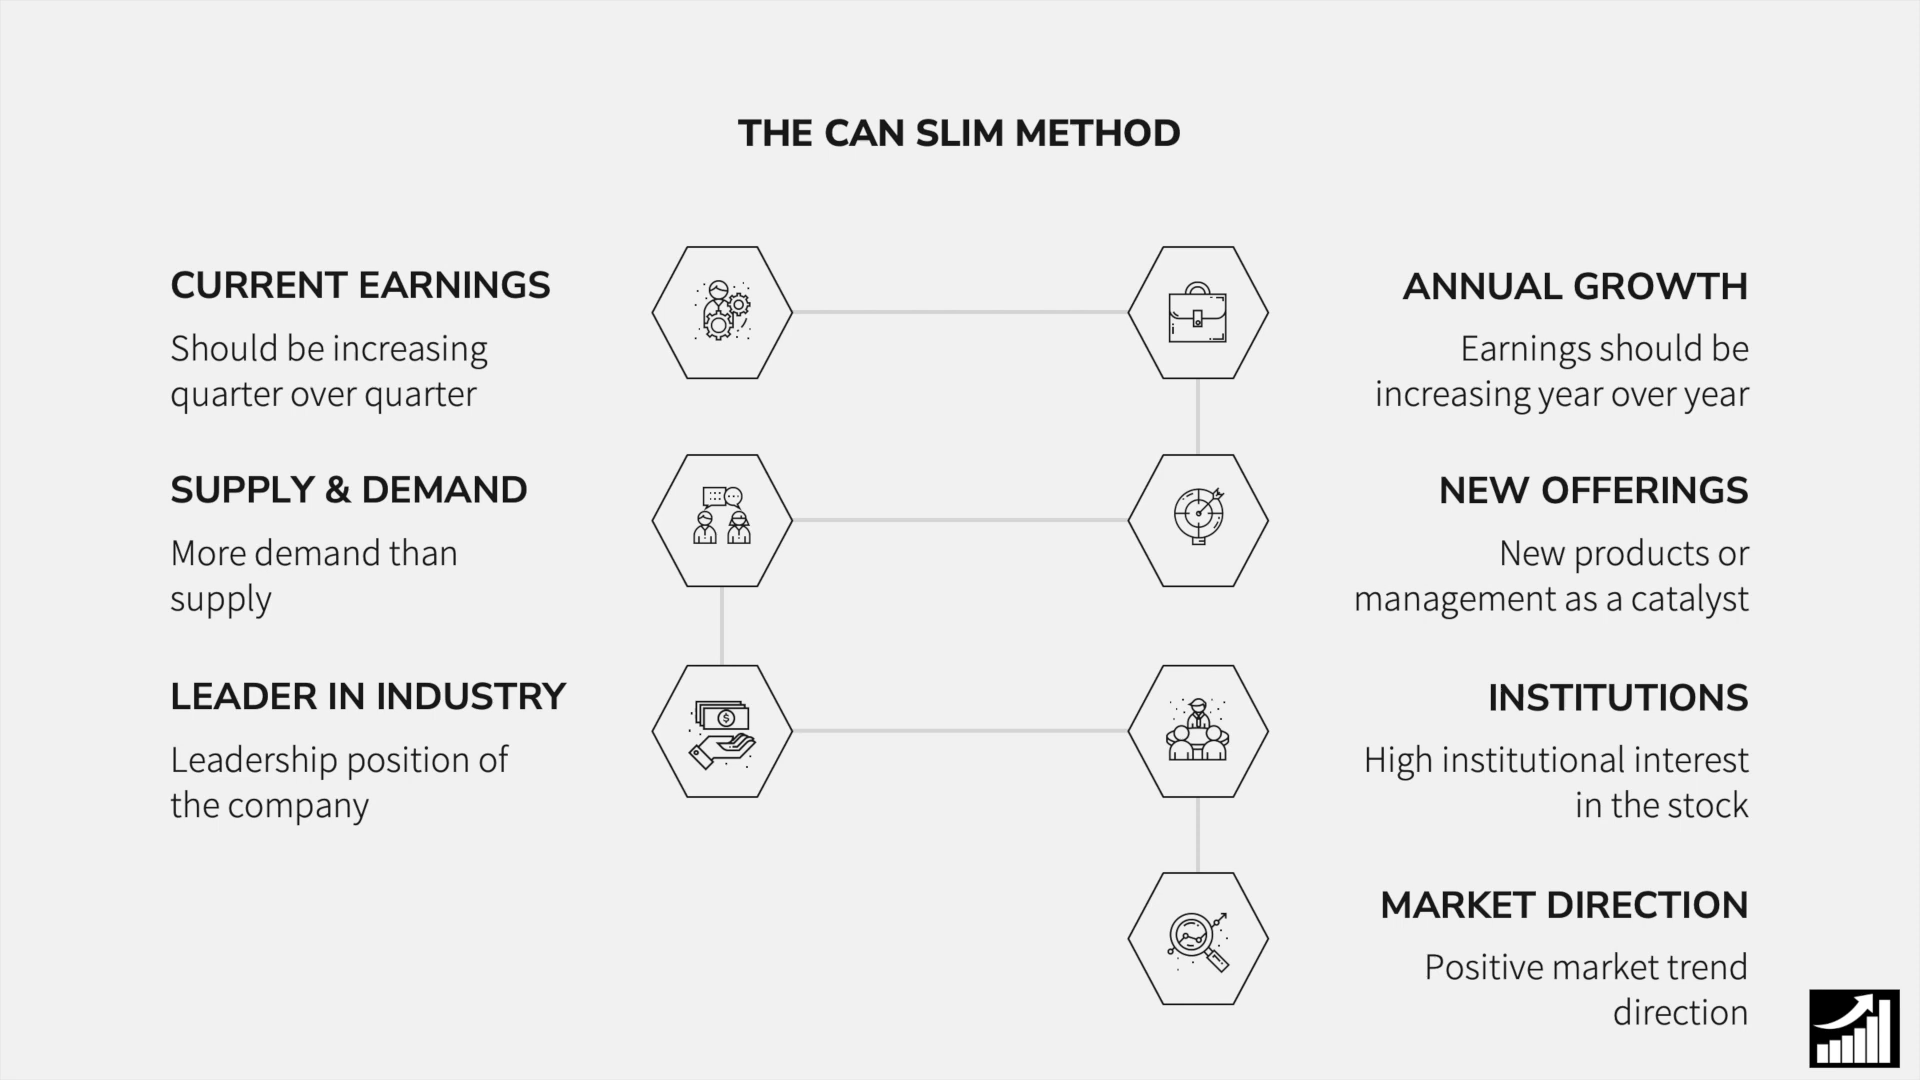 THE CAN SLIM METHOD
CURRENT EARNINGS
Should be increasing
quarter over quarter
ANNUAL GROWTH
Earnings should be
increasing year over year
SUPPLY & DEMAND
More demand than
supply
NEW OFFERINGS
New products or
management as a catalyst
LEADER IN INDUSTRY
Leadership position of
the company
INSTITUTIONS
High institutional interest
in the stock
MARKET DIRECTION
Positive market trend
direction